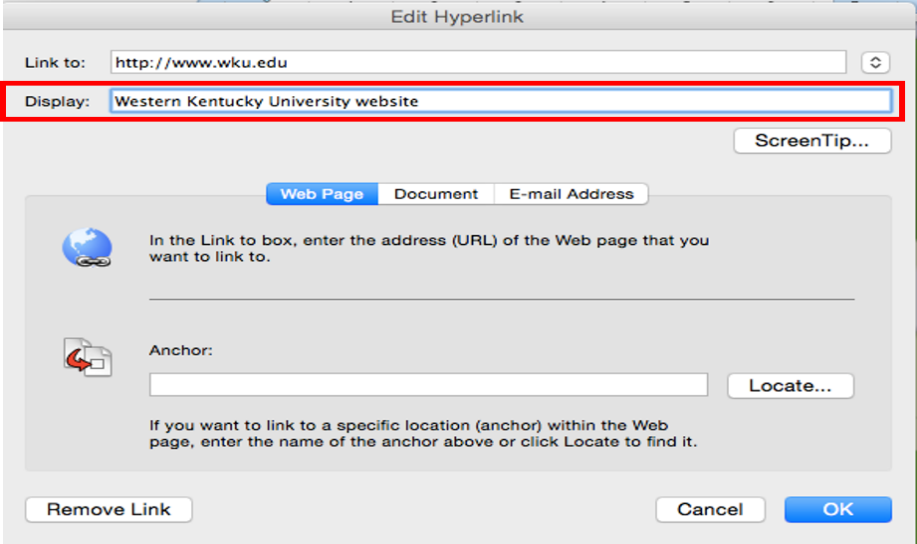 Edit Hyperlink
Link to: http://www.wku.edu
Display: Western Kentucky University website
ScreenTip...
Web Page Document E-mail Address
In the Link to box, enter the address (URL) of the Web page that you
want to link to.
Anchor:
Locate...
If you want to link to a specific location (anchor) within the Web
page, enter the name of the anchor above or click Locate to find it.
Remove Link Cancel OK